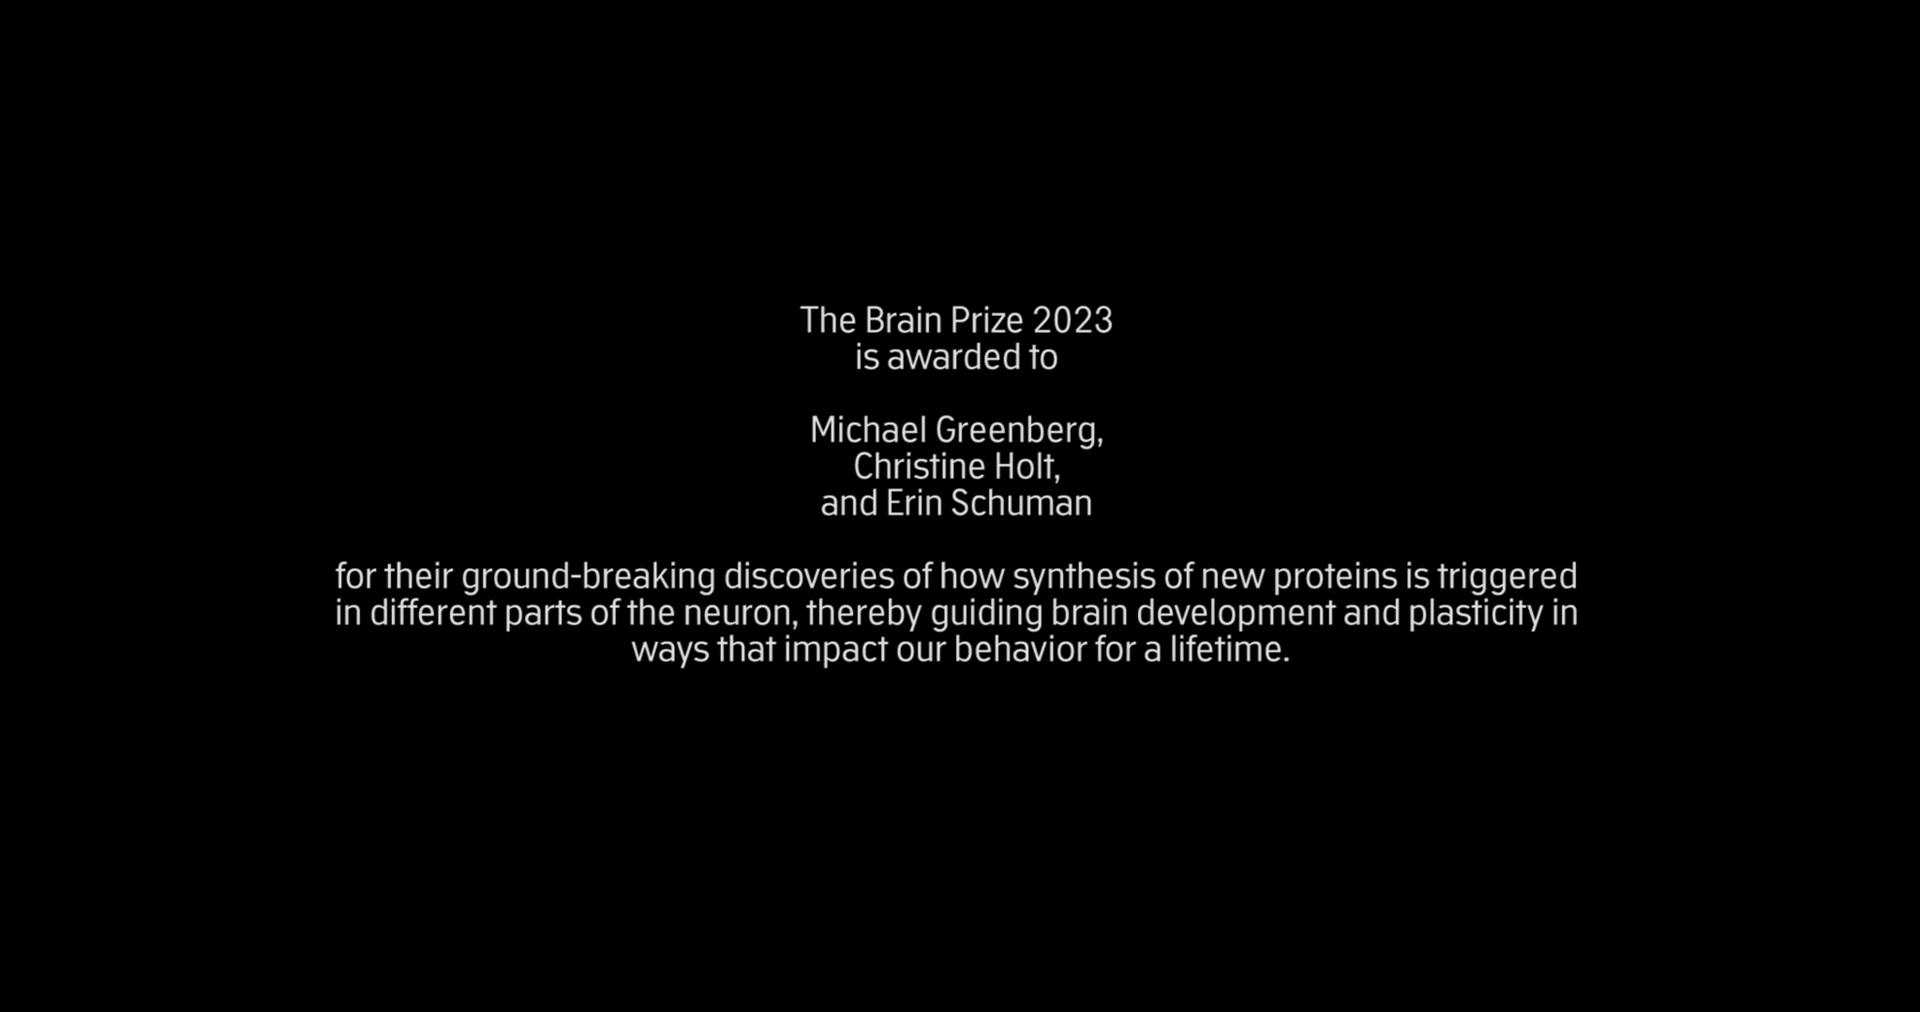 The Brain Prize 2023
is awarded to
Michael Greenberg,
Christine Holt,
and Erin Schuman
for their ground-breaking discoveries of how synthesis of new proteins is triggered
in different parts of the neuron, thereby guiding brain development and plasticity in
ways that impact our behavior for a lifetime.